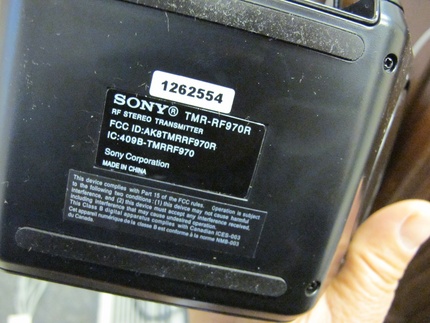 1262554
SONY® TMR-RF970R
RF STEREO TRANSMITTER
FCC ID:AK8TMRRF970R
IC:409B-TMRRF970
Sony Corporation
MADE IN CHINA
This device complies with Part 15 of the FCC rules. Operation is subject
to the following two conditions: (1) this device may not cause harmful
interference, and (2) this device must accept any interference received,
including interference that may cause undesired operation.
This Class B digital apparatus complies with Canadian ICES-003
Cet appareil numérique de la classe B est conforme à la norme NMB-003
du Canada.